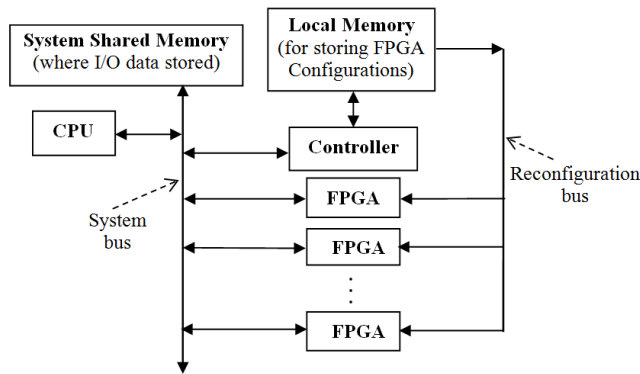 System Shared Memory
(where I/O data stored)
Local Memory
(for storing FPGA
Configurations)
CPU
Controller
FPGA
FPGA
FPGA
System
bus
Reconfiguration
bus